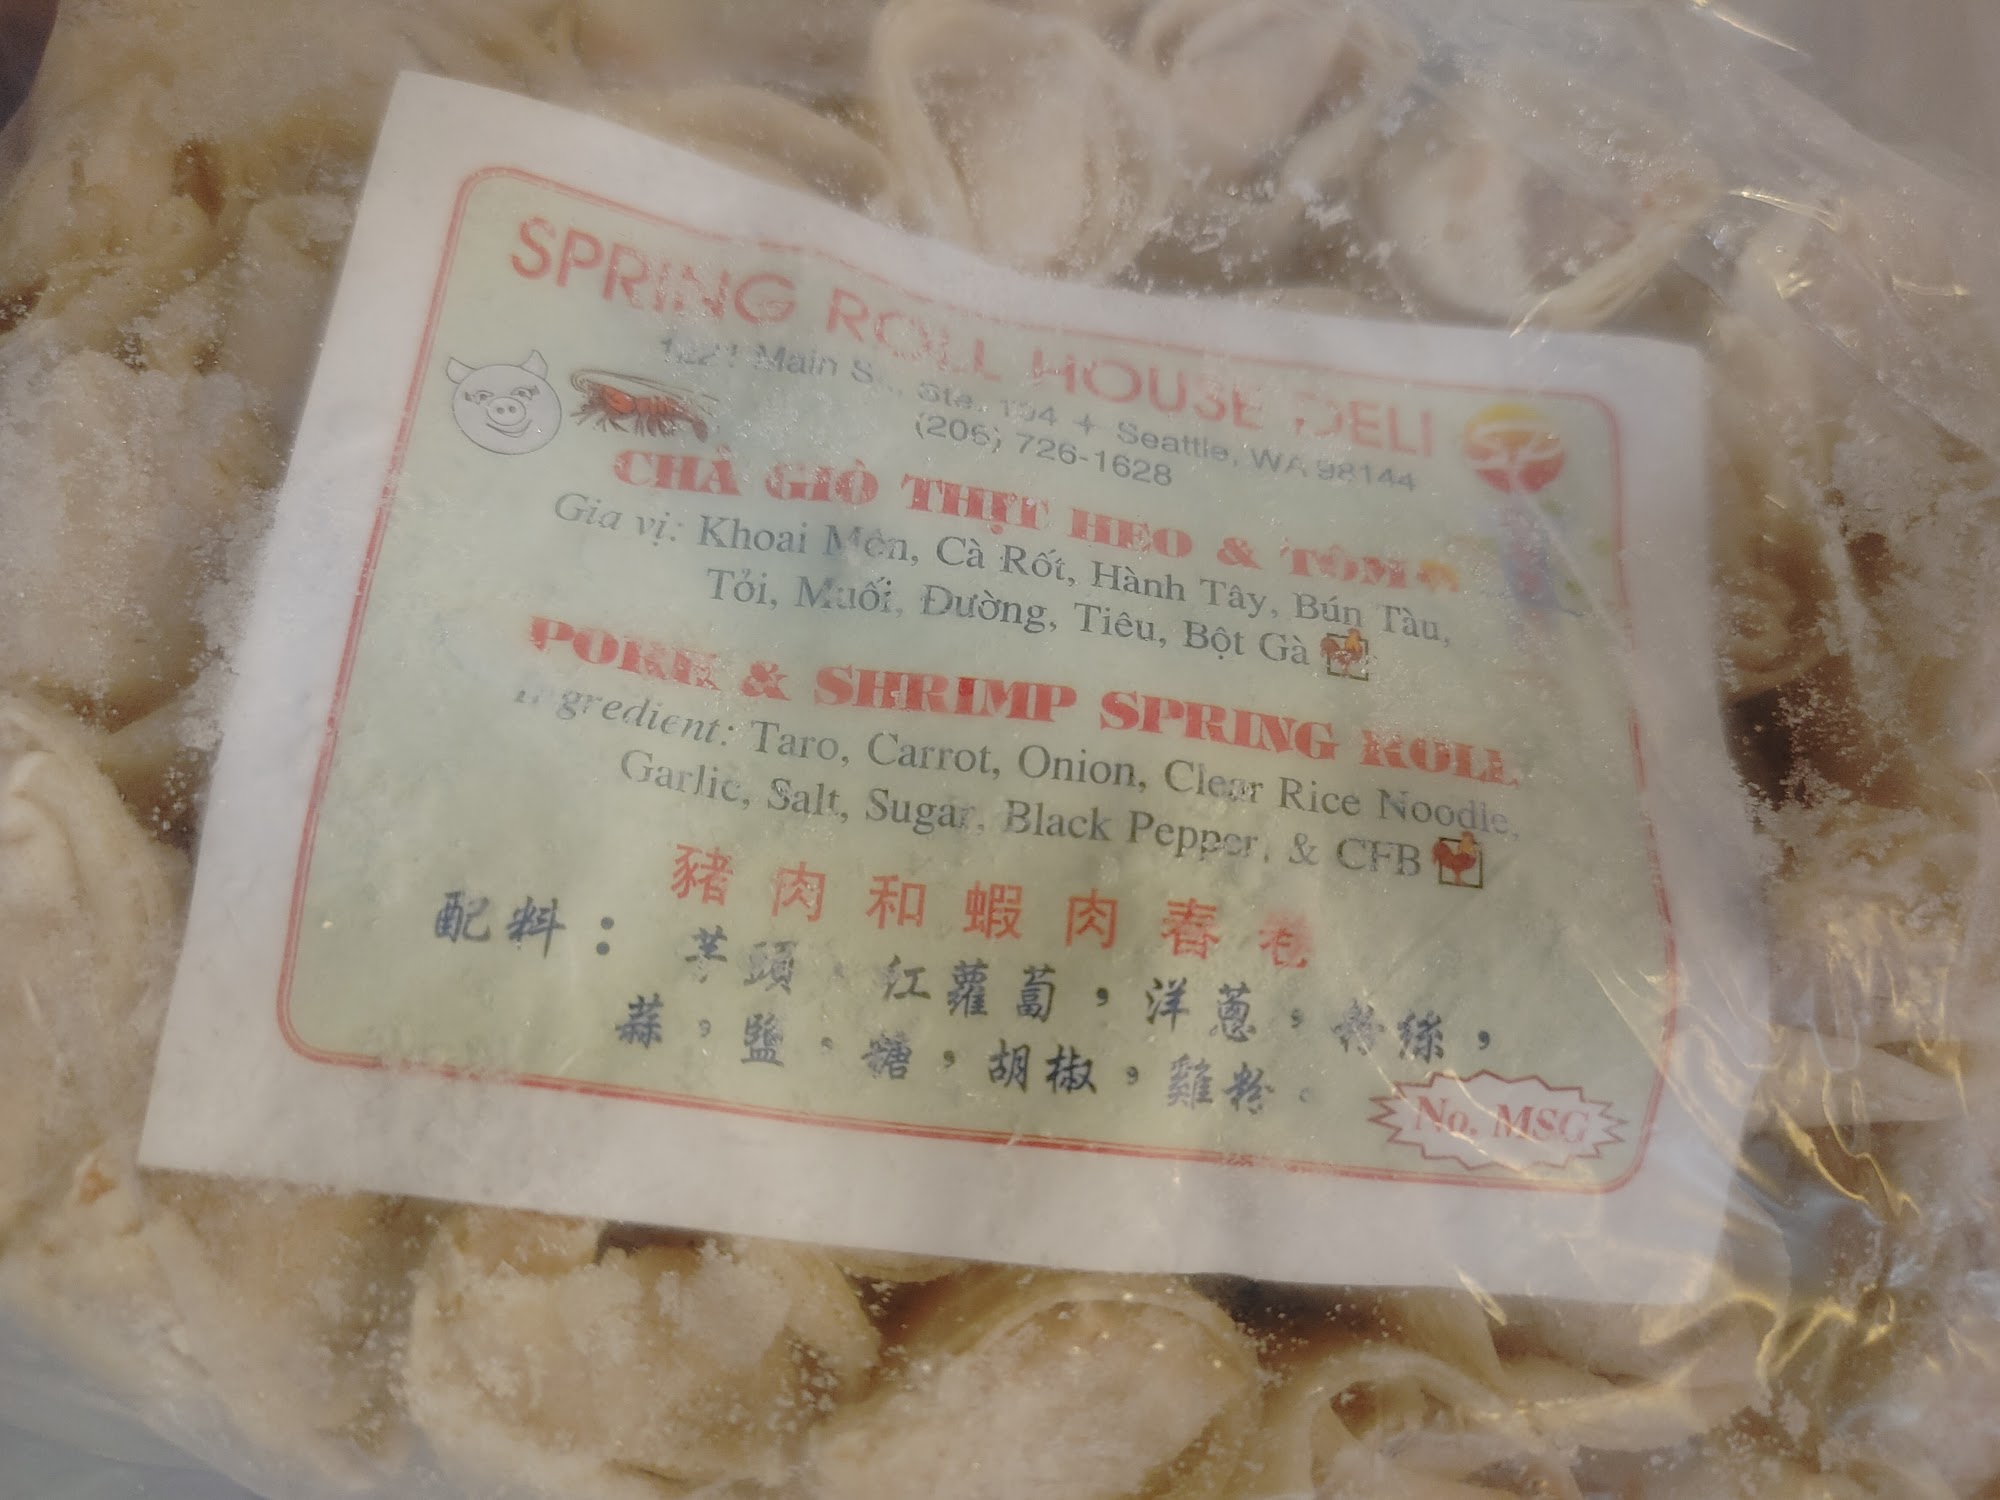 SPRING ROLL HOUSE DELI
Main Ste. + Seattle, WA 98144
(206) 726-1628
CHẢ GIÒ THỊT HEO & TÔM
Gia vị: Khoai Môn, Cà Rốt, Hành Tây, Bún Tàu,
Tỏi, Muối, Đường, Tiêu, Bột Gà
PORK & SHRIMP SPRING ROLL
Ingredient: Taro, Carrot, Onion, Clear Rice Noodle,
Garlic, Salt, Sugar, Black Pepper, & CFB
豬肉和蝦肉春卷
配料：芋頭，紅蘿蔔，洋蔥，粉絲，
蒜，鹽，糖，胡椒，雞粉。
No. MSG